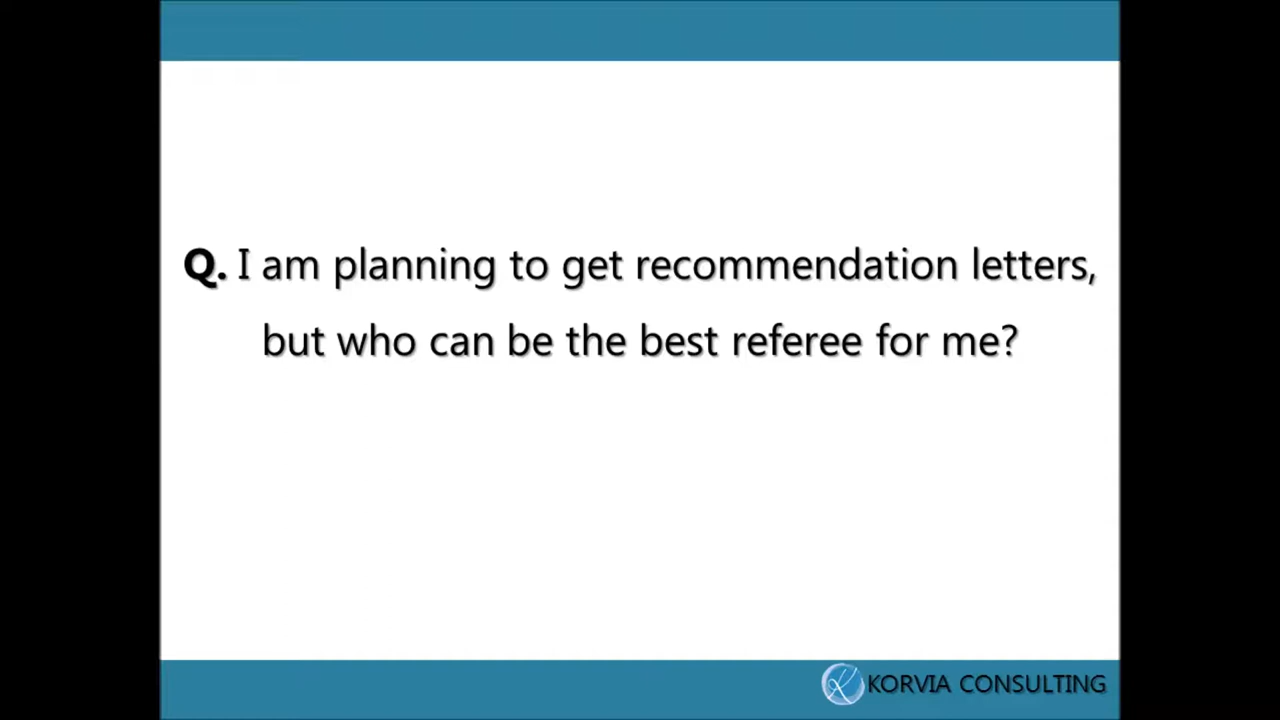 Q. I am planning to get recommendation letters,
but who can be the best referee for me?
KORVIA CONSULTING